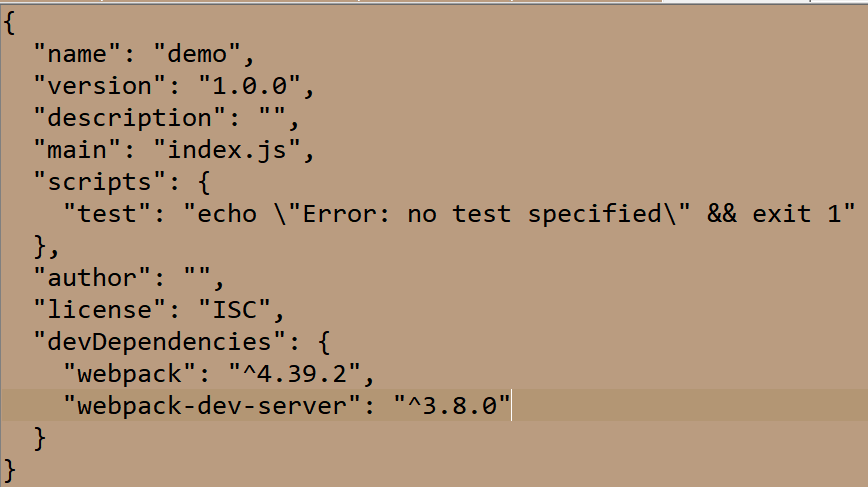 {
  "name": "demo",
  "version": "1.0.0",
  "description": "",
  "main": "index.js",
  "scripts": {
    "test": "echo \"Error: no test specified\" && exit 1"
  },
  "author": "",
  "license": "ISC",
  "devDependencies": {
    "webpack": "^4.39.2",
    "webpack-dev-server": "^3.8.0"
  }
}